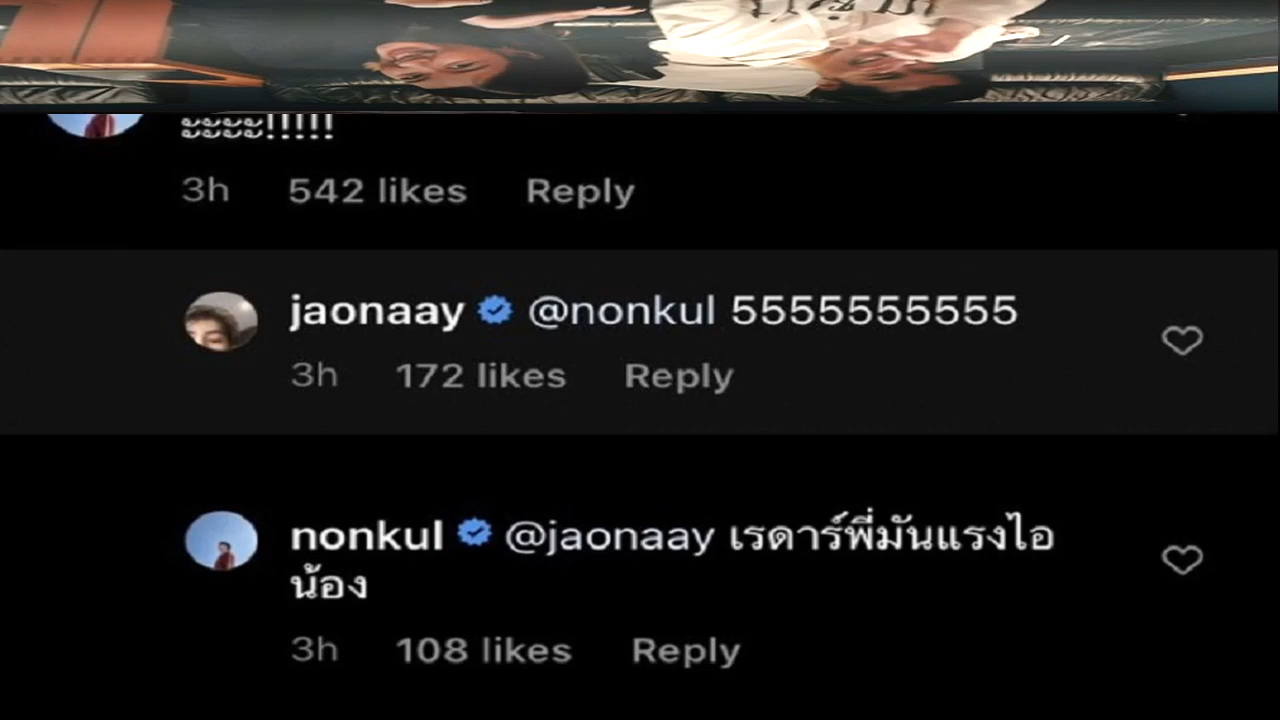 ะะะะ!!!!!
3h 542 likes Reply
jaonaay @nonkul 5555555555
3h 172 likes Reply
nonkul @jaonaay เรดาร์พี่มันแรงไอ
น้อง
3h 108 likes Reply